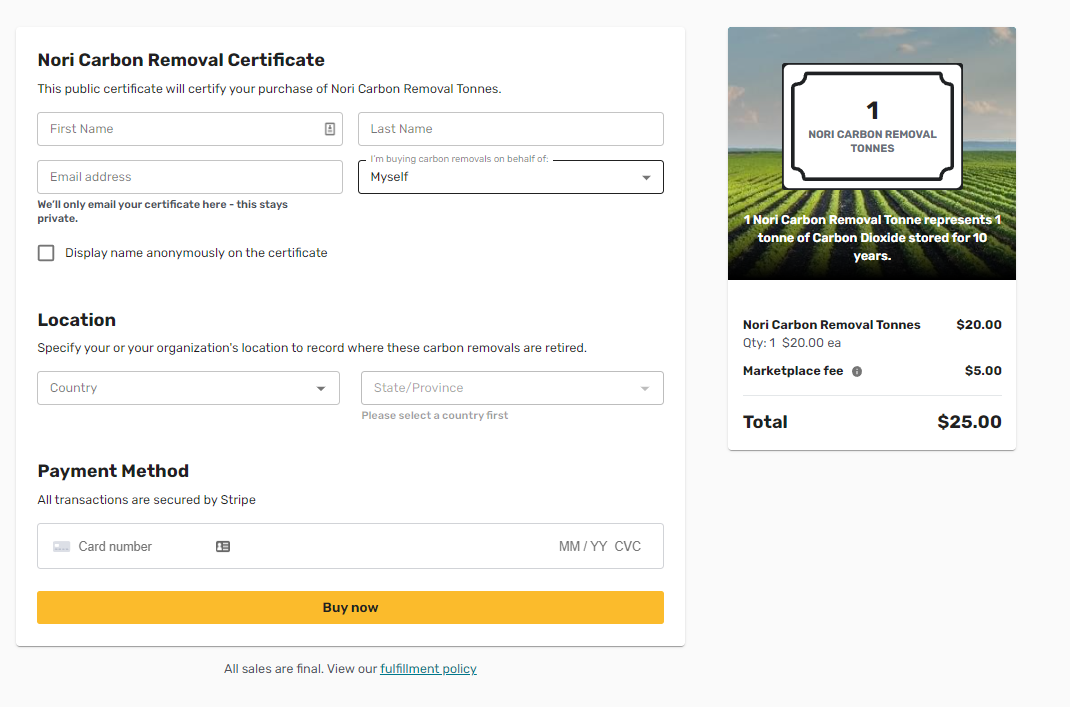 Nori Carbon Removal Certificate
This public certificate will certify your purchase of Nori Carbon Removal Tonnes.
First Name
Last Name
Email address
I'm buying carbon removals on behalf of:
Myself
We'll only email your certificate here - this stays
private.
Display name anonymously on the certificate
Location
Specify your or your organization's location to record where these carbon removals are retired.
Country
State/Province
Please select a country first
Payment Method
All transactions are secured by Stripe
Card number
MM / YY CVC
Buy now
All sales are final. View our fulfillment policy
1
NORI CARBON REMOVAL
TONNES
1 Nori Carbon Removal Tonne represents 1
tonne of Carbon Dioxide stored for 10
years.
Nori Carbon Removal Tonnes $20.00
Qty: 1 $20.00 ea
Marketplace fee $5.00
Total $25.00